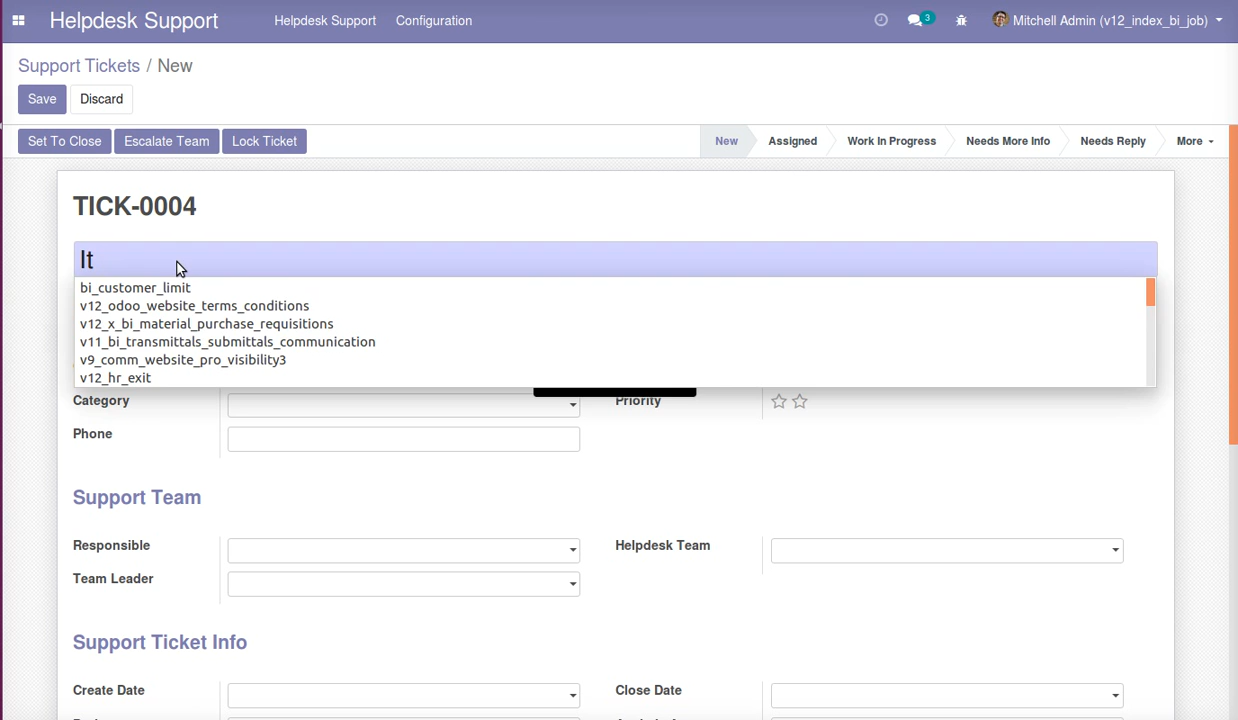 Helpdesk Support Helpdesk Support Configuration 3 Mitchell Admin (v12_index_bi_job)
Support Tickets / New
Save Discard
Set To Close Escalate Team Lock Ticket New Assigned Work In Progress Needs More Info Needs Reply More
TICK-0004
It
bi_customer_limit
v12_odoo_website_terms_conditions
v12_x_bi_material_purchase_requisitions
v11_bi_transmittals_submittals_communication
v9_comm_website_pro_visibility3
v12_hr_exit
Category Priority
Phone
Support Team
Responsible Helpdesk Team
Team Leader
Support Ticket Info
Create Date Close Date